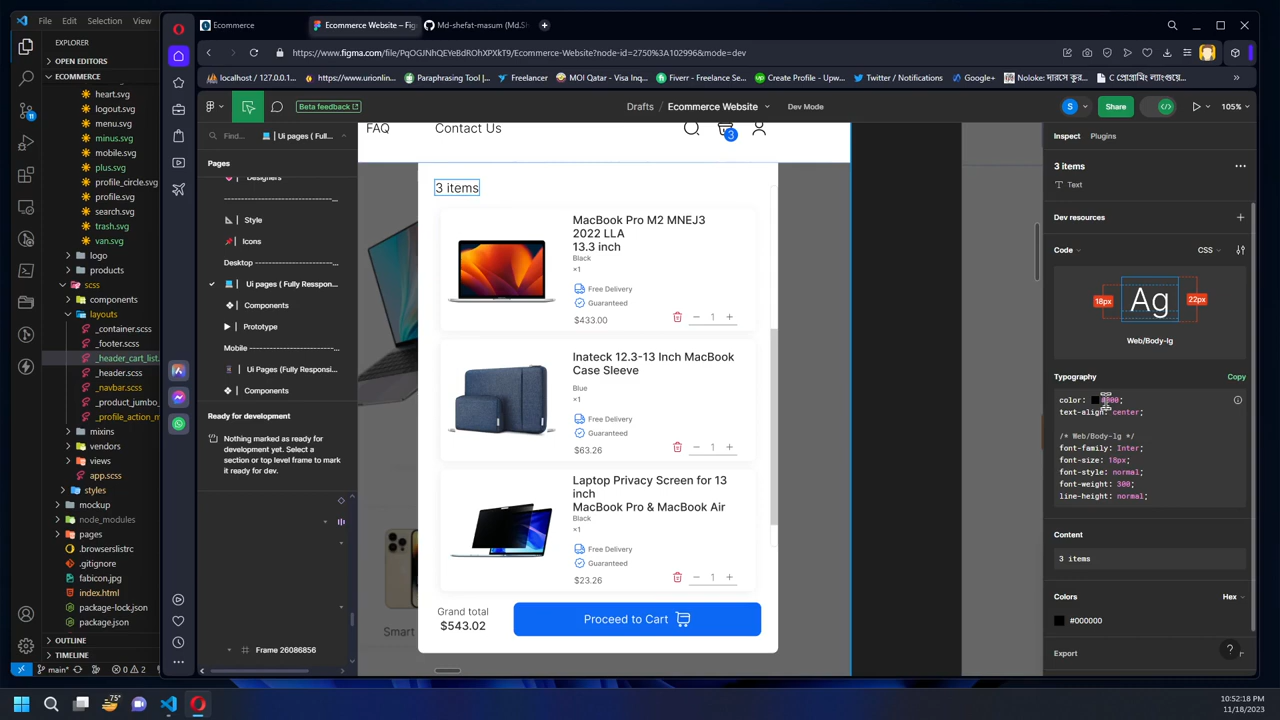 File Edit Selection View
Ecommerce
Ecommerce Website – Fig
Md-shefat-masum (Md.Sh
https://www.figma.com/file/PqOGJNhQEYeBdROhXPXkT9/Ecommerce-Website?node-id=2750%3A102996&mode=dev
localhost / 127.0.0.1...
https://www.urionlin...
Paraphrasing Tool |...
Freelancer
MOI Qatar - Visa Inq...
Fiverr - Freelance Se...
Create Profile - Upw...
Twitter / Notifications
Google+
EXPLORER
OPEN EDITORS
ECOMMERCE
heart.svg
logout.svg
menu.svg
minus.svg
mobile.svg
plus.svg
profile_circle.svg
profile.svg
search.svg
trash.svg
van.svg
logo
products
scss
components
layouts
_container.scss
_footer.scss
_header_cart_list.
_header.scss
_navbar.scss
_product_jumbo_
_profile_action_m
mixins
vendors
views
app.scss
styles
mockup
node_modules
pages
.browserslistrc
.gitignore
fabicon.jpg
index.html
package-lock.json
package.json
OUTLINE
TIMELINE
main*
0 2
Beta feedback
Drafts / Ecommerce Website
Dev Mode
S
Share
105%
Find...
Ui pages ( Full...
Pages
Designers
Style
Icons
Desktop
Ui pages ( Fully Resspon...
Components
Prototype
Mobile
Ui Pages (Fully Responsi...
Components
Ready for development
Nothing marked as ready for
development yet. Select a
section or top level frame to mark
it ready for dev.
Frame 26086856
FAQ
Contact Us
3
3 items
MacBook Pro M2 MNEJ3
2022 LLA
13.3 inch
Black
×1
Free Delivery
Guaranteed
$433.00
1
Inateck 12.3-13 Inch MacBook
Case Sleeve
Blue
×1
Free Delivery
Guaranteed
$63.26
1
Laptop Privacy Screen for 13
inch
MacBook Pro & MacBook Air
Black
×1
Free Delivery
Guaranteed
$23.26
1
Smart
Grand total
$543.02
Proceed to Cart
Inspect
Plugins
3 items
Text
Dev resources
Code
CSS
18px
Ag
22px
Web/Body-lg
Typography
Copy
color:
text-align: center;
/* Web/Body-lg */
font-family: Inter;
font-size: 18px;
font-style: normal;
font-weight: 300;
line-height: normal;
Content
3 items
Colors
Hex
#000000
Export
?
75°
10:52:18 PM
11/18/2023